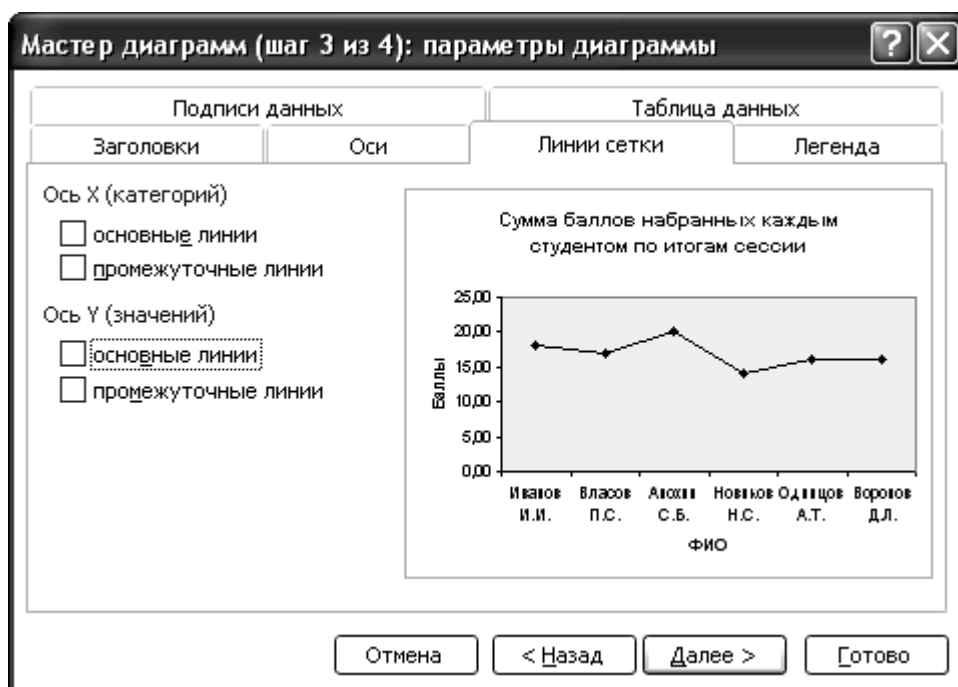 Мастер диаграмм (шаг 3 из 4): параметры диаграммы
Подписи данных
Таблица данных
Заголовки
Оси
Линии сетки
Легенда
Ось X (категорий)
основные линии
промежуточные линии
Ось Y (значений)
основные линии
промежуточные линии
Сумма баллов набранных каждым
студентом по итогам сессии
25,00
20,00
15,00
10,00
5,00
0,00
Баллы
Иванов Власов Анохин Новиков Одинцов Воронов
И.И. П.С. С.Б. Н.С. А.Т. Д.Л.
ФИО
Отмена
< Назад
Далее >
Готово